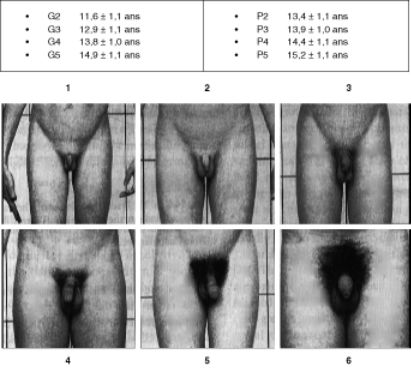 • G2 11,6 ± 1,1 ans
• G3 12,9 ± 1,1 ans
• G4 13,8 ± 1,0 ans
• G5 14,9 ± 1,1 ans
• P2 13,4 ± 1,1 ans
• P3 13,9 ± 1,0 ans
• P4 14,4 ± 1,1 ans
• P5 15,2 ± 1,1 ans
1 2 3
4 5 6